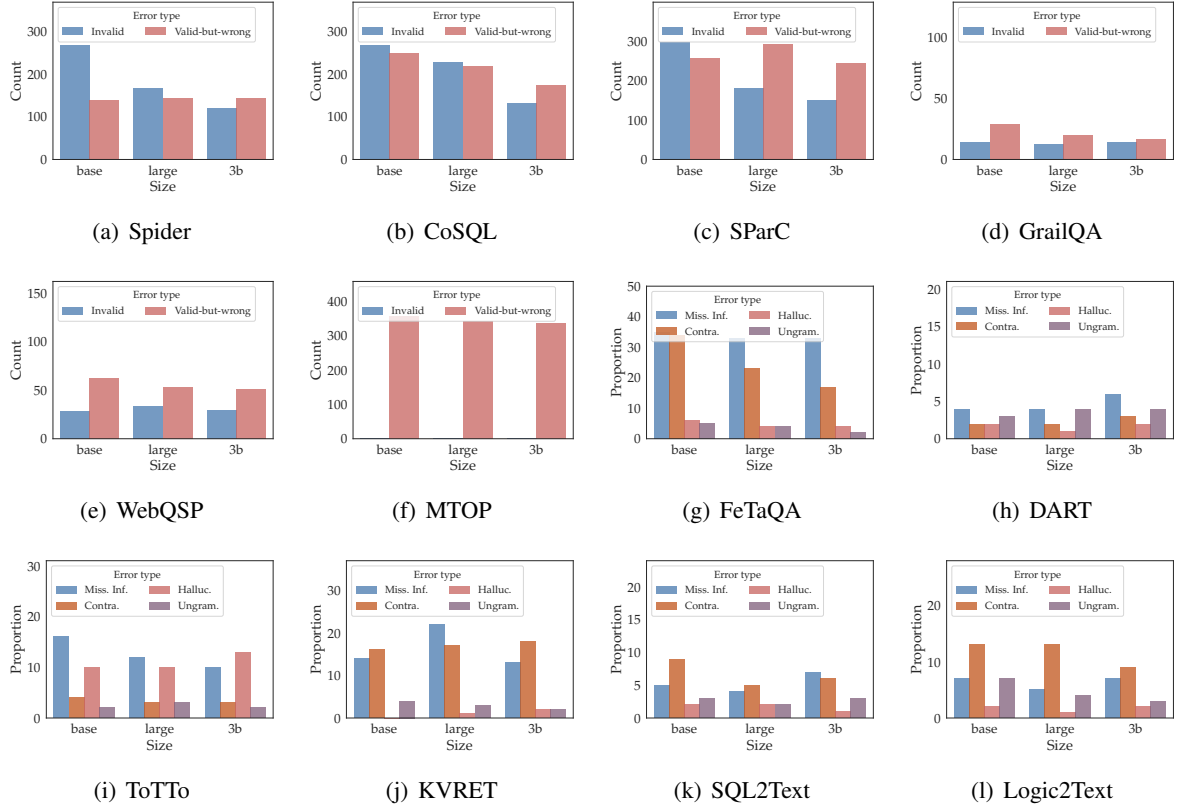 Error type
Invalid Valid-but-wrong
Count
300
200
100
0
base large 3b
Size
(a) Spider
Error type
Invalid Valid-but-wrong
Count
300
200
100
0
base large 3b
Size
(b) CoSQL
Error type
Invalid Valid-but-wrong
Count
300
200
100
0
base large 3b
Size
(c) SParC
Error type
Invalid Valid-but-wrong
Count
100
50
0
base large 3b
Size
(d) GrailQA
Error type
Invalid Valid-but-wrong
Count
150
100
50
0
base large 3b
Size
(e) WebQSP
Error type
Invalid Valid-but-wrong
Count
400
300
200
100
0
base large 3b
Size
(f) MTOP
Error type
Miss. Inf. Halluc.
Contra. Ungram.
Proportion
50
40
30
20
10
0
base large 3b
Size
(g) FeTaQA
Error type
Miss. Inf. Halluc.
Contra. Ungram.
Proportion
20
15
10
5
0
base large 3b
Size
(h) DART
Error type
Miss. Inf. Halluc.
Contra. Ungram.
Proportion
30
20
10
0
base large 3b
Size
(i) ToTTo
Error type
Miss. Inf. Halluc.
Contra. Ungram.
Proportion
30
20
10
0
base large 3b
Size
(j) KVRET
Error type
Miss. Inf. Halluc.
Contra. Ungram.
Proportion
20
15
10
5
0
base large 3b
Size
(k) SQL2Text
Error type
Miss. Inf. Halluc.
Contra. Ungram.
Proportion
20
10
0
base large 3b
Size
(l) Logic2Text